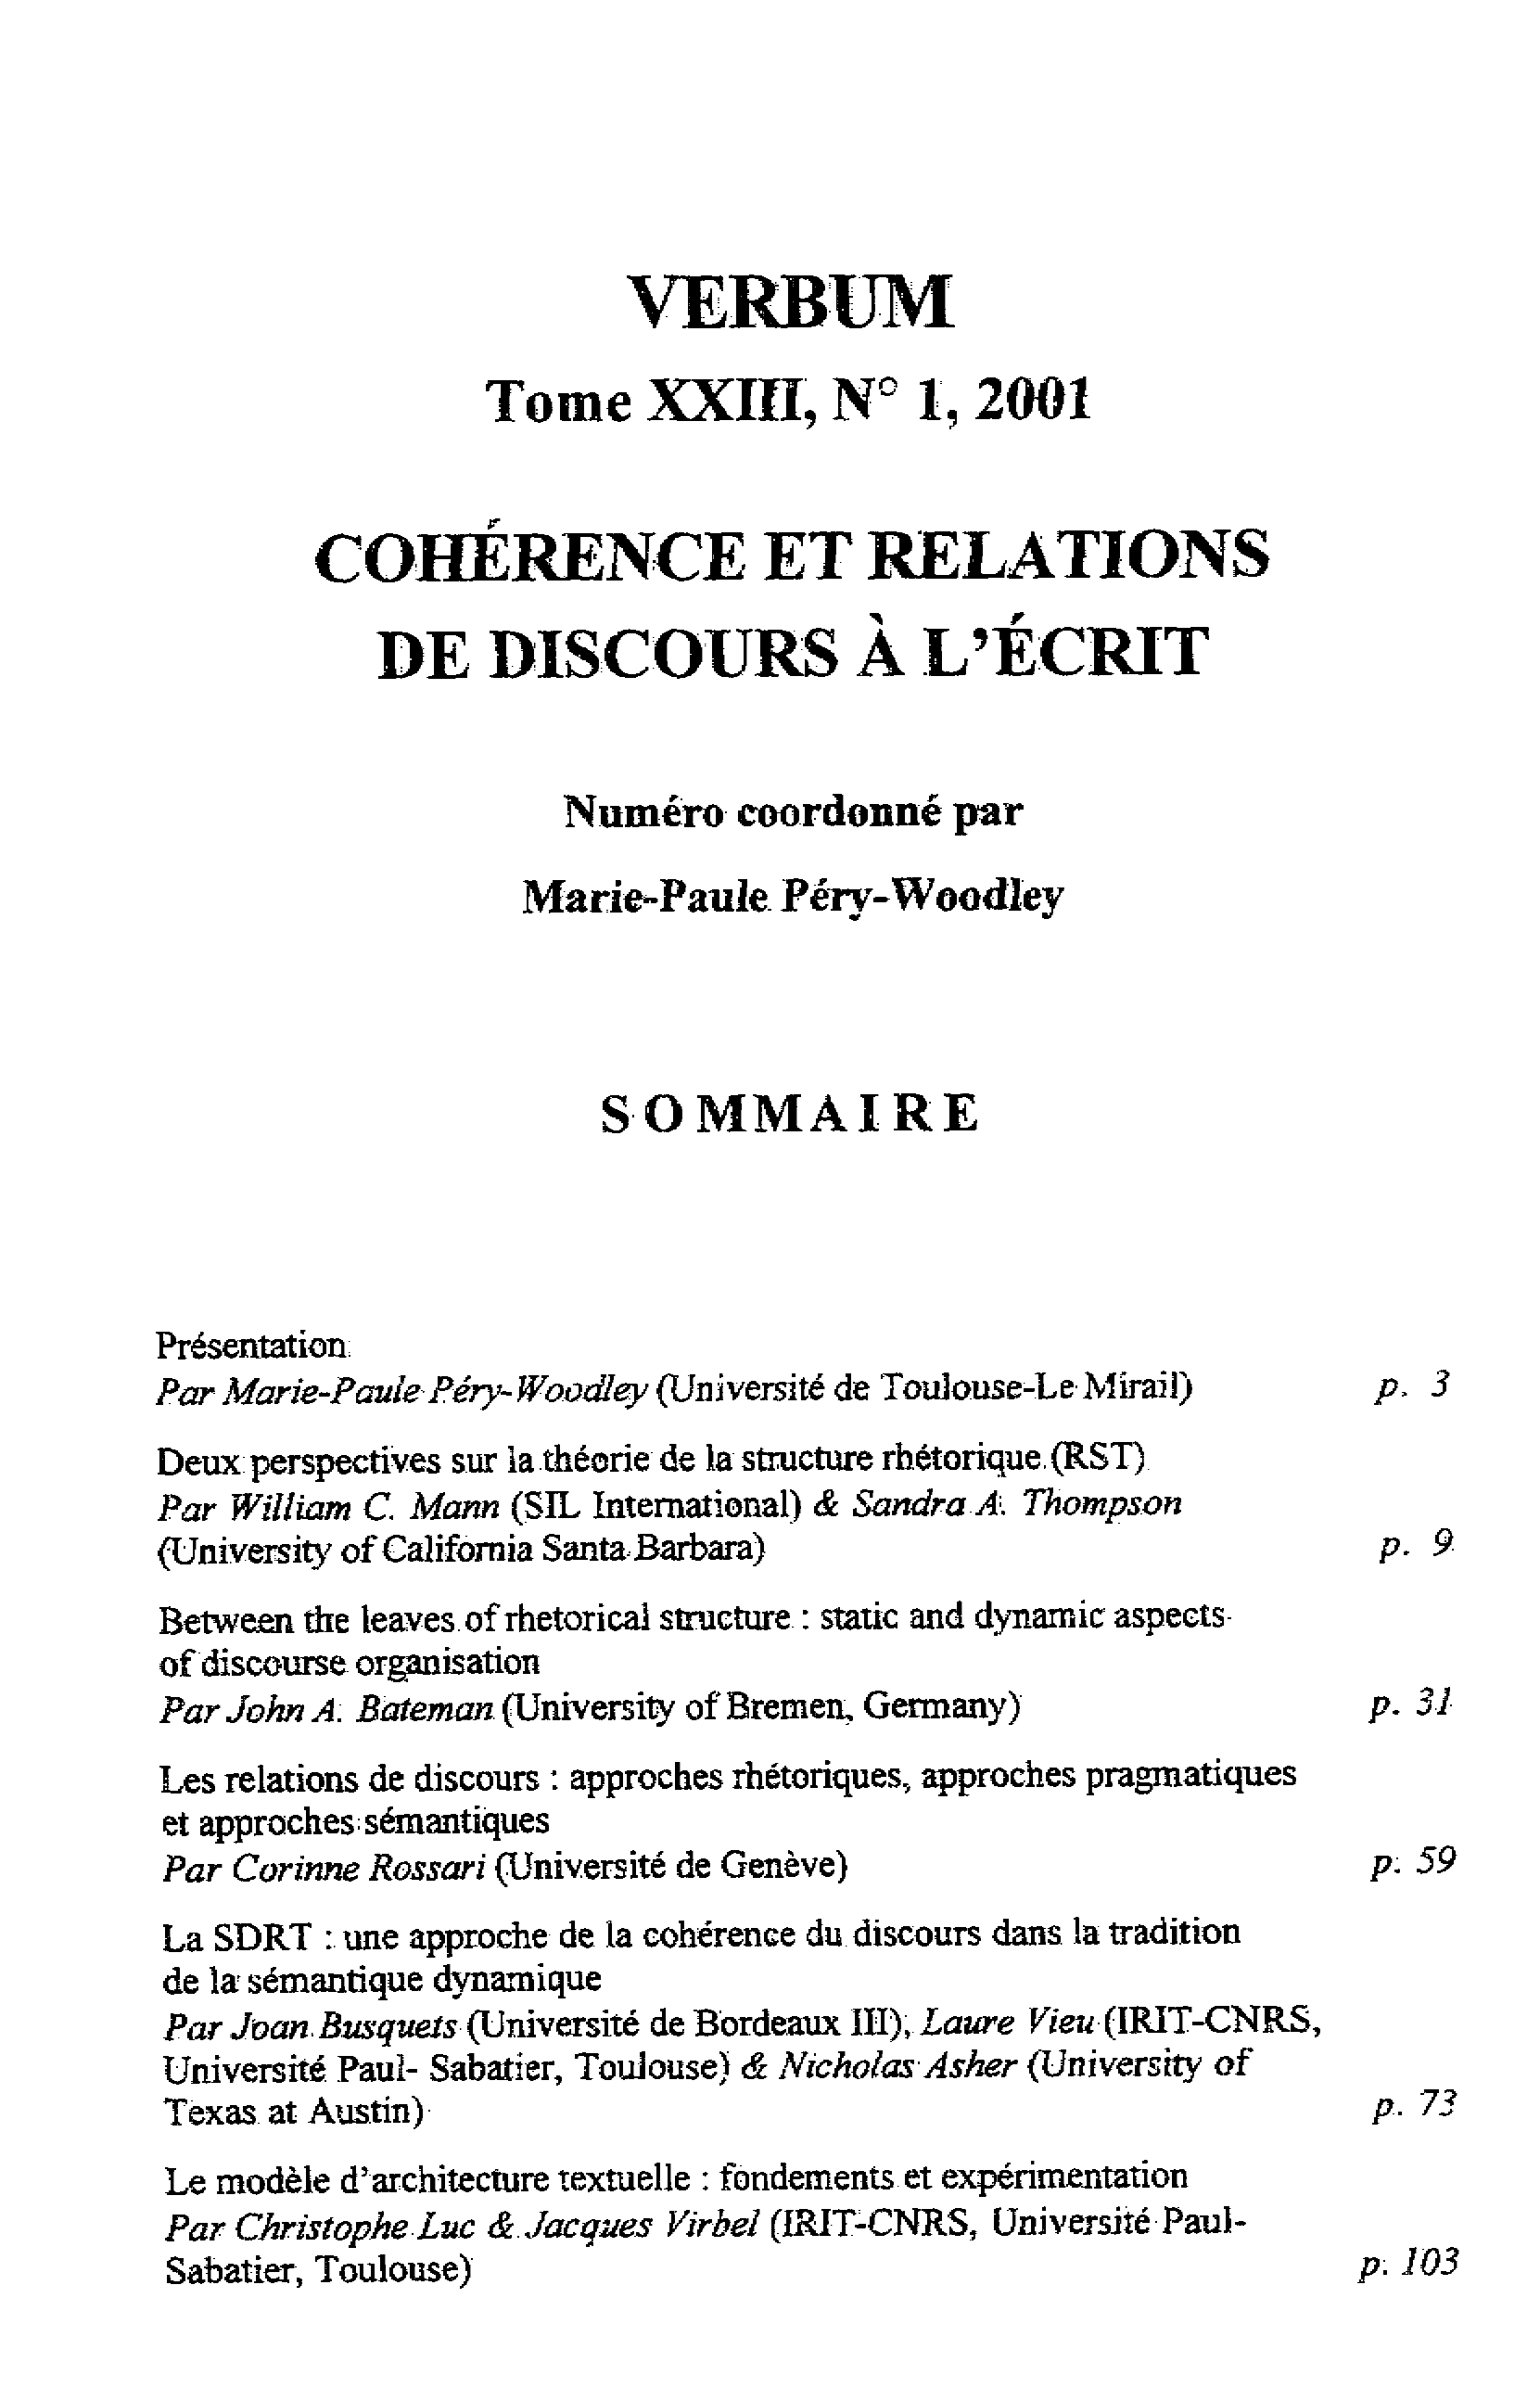 VERBUM
Tome XXIII, N° 1, 2001
COHÉRENCE ET RELATIONS
DE DISCOURS À L'ÉCRIT
Numéro coordonné par
Marie-Paule Péry-Woodley
SOMMAIRE
Présentation
Par Marie-Paule Péry-Woodley (Université de Toulouse-Le Mirail) p. 3
Deux perspectives sur la théorie de la structure rhétorique (RST)
Par William C. Mann (SIL International) & Sandra A. Thompson
(University of California Santa Barbara) p. 9
Between the leaves of rhetorical structure : static and dynamic aspects
of discourse organisation
Par John A. Bateman (University of Bremen, Germany) p. 31
Les relations de discours : approches rhétoriques, approches pragmatiques
et approches sémantiques
Par Corinne Rossari (Université de Genève) p. 59
La SDRT : une approche de la cohérence du discours dans la tradition
de la sémantique dynamique
Par Joan Busquets (Université de Bordeaux III), Laure Vieu (IRIT-CNRS,
Université Paul- Sabatier, Toulouse) & Nicholas Asher (University of
Texas at Austin) p. 73
Le modèle d'architecture textuelle : fondements et expérimentation
Par Christophe Luc & Jacques Virbel (IRIT-CNRS, Université Paul-
Sabatier, Toulouse) p. 103